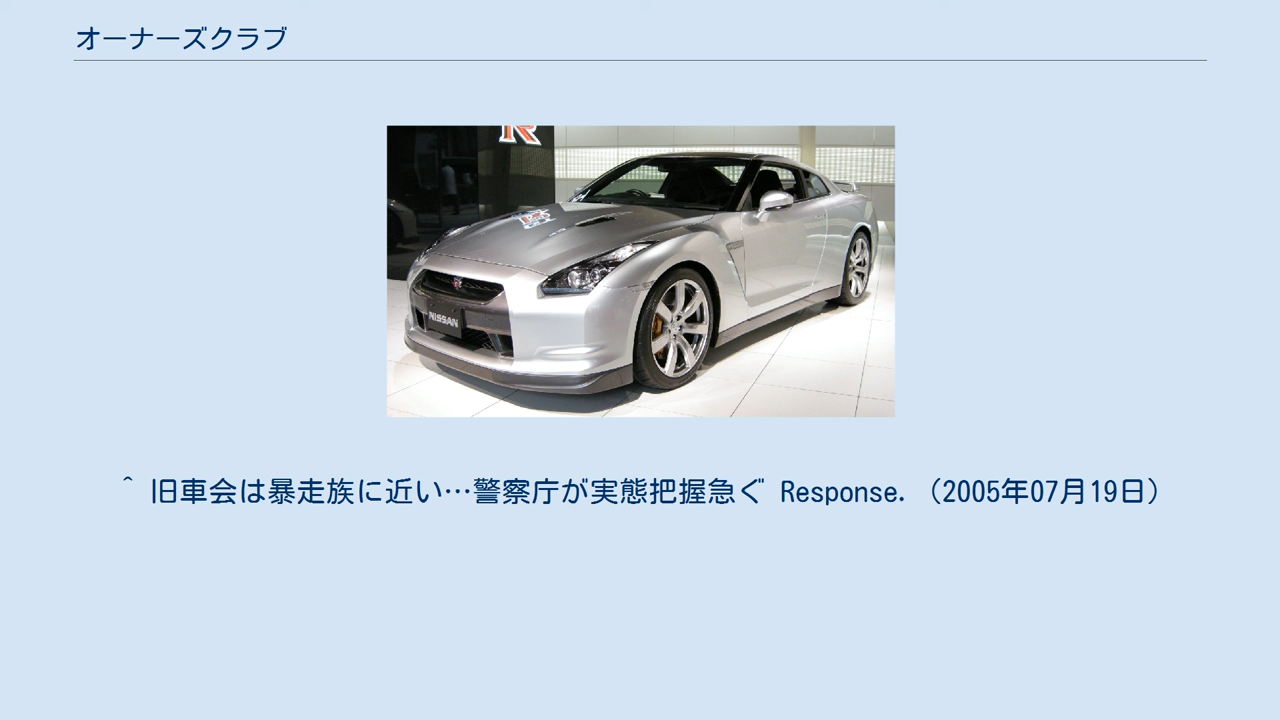 オーナーズクラブ
R
NISSAN
^ 旧車会は暴走族に近い…警察庁が実態把握急ぐ Response. (2005年07月19日)